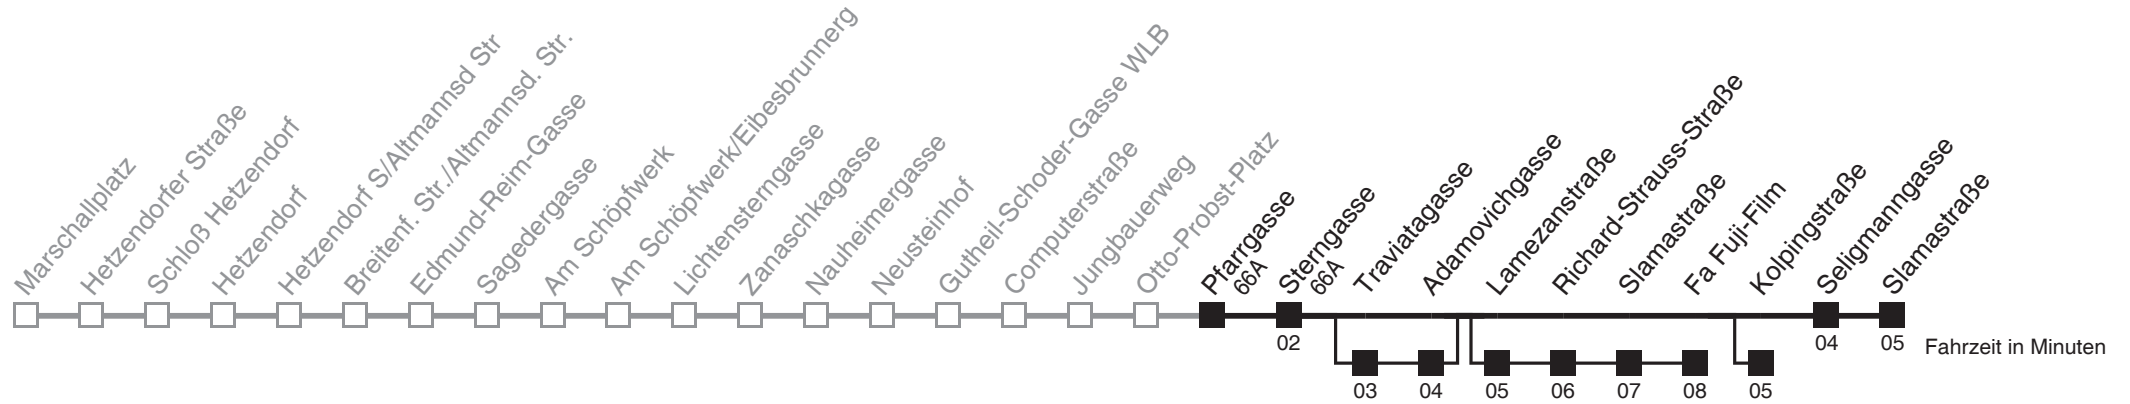 Marschallplatz
Hetzendorfer Straße
Schloß Hetzendorf
Hetzendorf
Hetzendorf S/Altmannsd Str
Breitenf. Str./Altmannsd. Str.
Edmund-Reim-Gasse
Sagedergasse
Am Schöpfwerk
Am Schöpfwerk/Eibesbrunnerg
Lichtensterngasse
Zanaschkagasse
Nauheimergasse
Neusteinhof
Gutheil-Schoder-Gasse WLB
Computerstraße
Jungbauerweg
Otto-Probst-Platz
Pfarrgasse
66A
Sterngasse
66A
Traviatagasse
Adamovichgasse
Lamezanstraße
Richard-Strauss-Straße
Slamastraße
Fa Fuji-Film
Kolpingstraße
Seligmanngasse
Slamastraße
02
04
05
Fahrzeit in Minuten
03
04
05
06
07
08
05